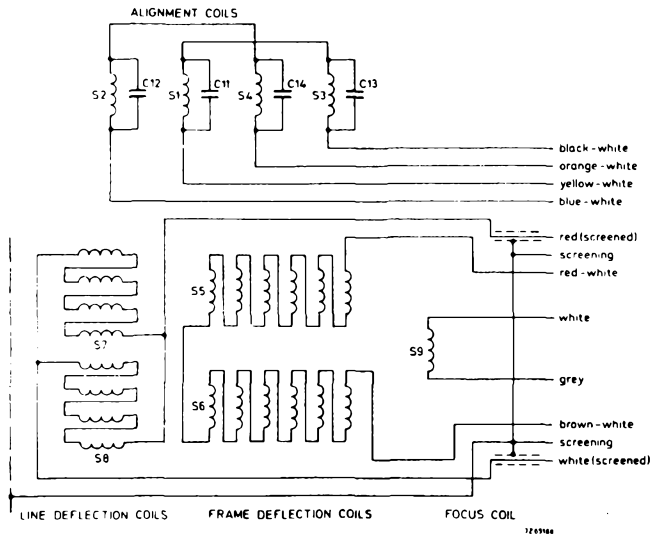 ALIGNMENT COILS
S2
C12
S1
C11
S4
C14
S3
C13
black-white
orange-white
yellow-white
blue-white
red (screened)
screening
red-white
S5
S7
white
S9
grey
S6
brown-white
screening
S8
white (screened)
LINE DEFLECTION COILS
FRAME DEFLECTION COILS
FOCUS COIL